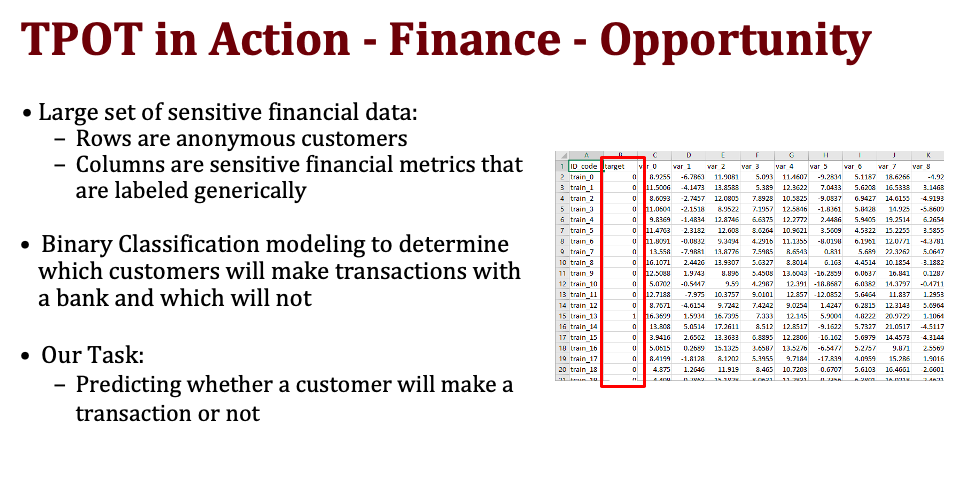 TPOT in Action - Finance - Opportunity
• Large set of sensitive financial data:
– Rows are anonymous customers
– Columns are sensitive financial metrics that
are labeled generically
• Binary Classification modeling to determine
which customers will make transactions with
a bank and which will not
• Our Task:
– Predicting whether a customer will make a
transaction or not
A B C D E F G H I J K
1 ID_code target var_0 var_1 var_2 var_3 var_4 var_5 var_6 var_7 var_8
2 train_0 0 8.9255 -6.7863 11.9081 5.093 11.4607 -9.2834 5.1187 18.6266 -4.92
3 train_1 0 11.5006 -4.1473 13.8588 5.389 12.3622 7.0433 5.6208 16.5338 3.1468
4 train_2 0 8.6093 -2.7457 12.0805 7.8928 10.5825 -9.0837 6.9427 14.6155 -4.9193
5 train_3 0 11.0604 -2.1518 8.9522 7.1957 12.5846 -1.8361 5.8428 14.925 -5.8609
6 train_4 0 9.8369 -1.4834 12.8746 6.6375 12.2772 2.4486 5.9405 19.2514 6.2654
7 train_5 0 11.4763 2.3182 12.608 8.6264 10.9621 3.5609 4.5322 15.2255 3.5855
8 train_6 0 11.8091 -0.0832 9.3494 4.2916 11.1355 -8.0198 6.1961 12.0771 -4.3781
9 train_7 0 13.558 -7.9881 13.8776 7.5985 8.6543 0.831 5.689 22.3262 5.0647
10 train_8 0 16.1071 2.4426 13.9307 5.6327 8.8014 6.163 4.4514 10.1854 -3.1882
11 train_9 0 12.5088 1.9743 8.896 5.4508 13.6043 -16.2859 6.0637 16.841 0.1287
12 train_10 0 5.0702 -0.5447 9.59 4.2987 12.391 -18.8687 6.0382 14.3797 -0.4711
13 train_11 0 12.7188 -7.975 10.3757 9.0101 12.857 -12.0852 5.6464 11.837 1.2953
14 train_12 0 8.7671 -4.6154 9.7242 7.4242 9.0254 1.4247 6.2815 12.3143 5.6964
15 train_13 1 16.3699 1.5934 16.7395 7.333 12.145 5.9004 4.8222 20.9729 1.1064
16 train_14 0 13.808 5.0514 17.2611 8.512 12.8517 -9.1622 5.7327 21.0517 -4.5117
17 train_15 0 3.9416 2.6562 13.3633 6.8895 12.2806 -16.162 5.6979 14.4573
18 train_16 0 5.0615 0.2689 15.1325 3.6587 13.5276 -6.5477 5.2757 9.871 2.5569
19 train_17 0 8.4199 -1.8128 8.1202 5.3955 9.7184 -17.839 4.0959 15.286 1.9016
20 train_18 0 4.875 1.2646 11.919 8.465 10.7203 0.6707 5.6103 16.4661 2.6601